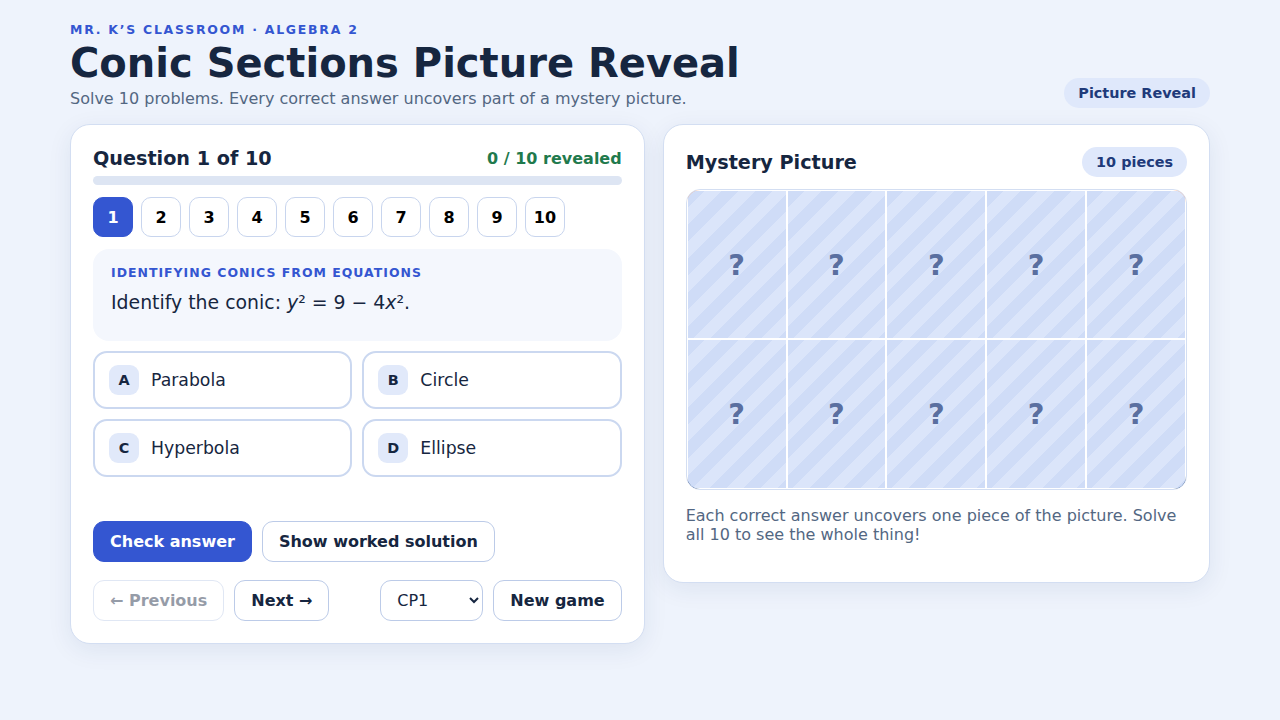 MR. K’S CLASSROOM · ALGEBRA 2
Conic Sections Picture Reveal
Solve 10 problems. Every correct answer uncovers part of a mystery picture.
Picture Reveal
Question 1 of 10
0 / 10 revealed
1 2 3 4 5 6 7 8 9 10
IDENTIFYING CONICS FROM EQUATIONS
Identify the conic: y² = 9 − 4x².
A Parabola
B Circle
C Hyperbola
D Ellipse
Check answer
Show worked solution
← Previous
Next →
CP1
New game
Mystery Picture
10 pieces
? ? ? ? ?
? ? ? ? ?
Each correct answer uncovers one piece of the picture. Solve
all 10 to see the whole thing!